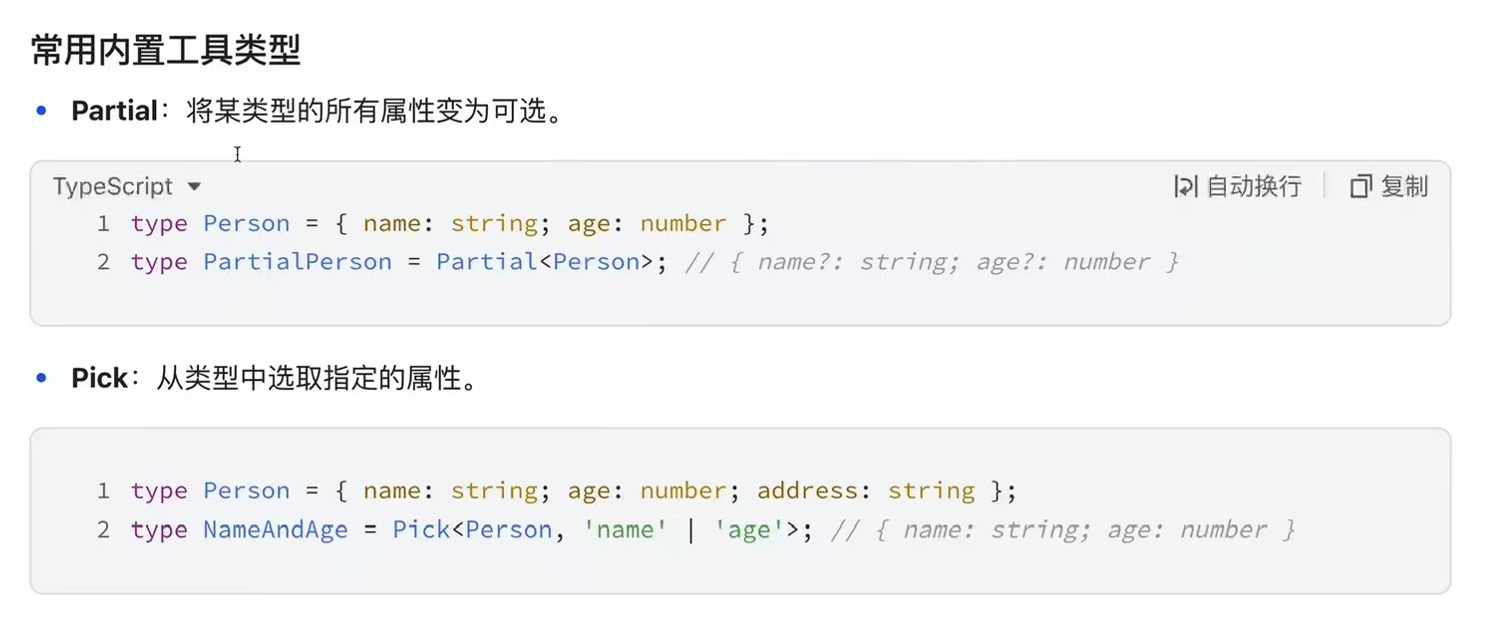 常用内置工具类型
• Partial：将某类型的所有属性变为可选。
TypeScript 自动换行 复制
1 type Person = { name: string; age: number };
2 type PartialPerson = Partial<Person>; // { name?: string; age?: number }
• Pick：从类型中选取指定的属性。
1 type Person = { name: string; age: number; address: string };
2 type NameAndAge = Pick<Person, 'name' | 'age'>; // { name: string; age: number }